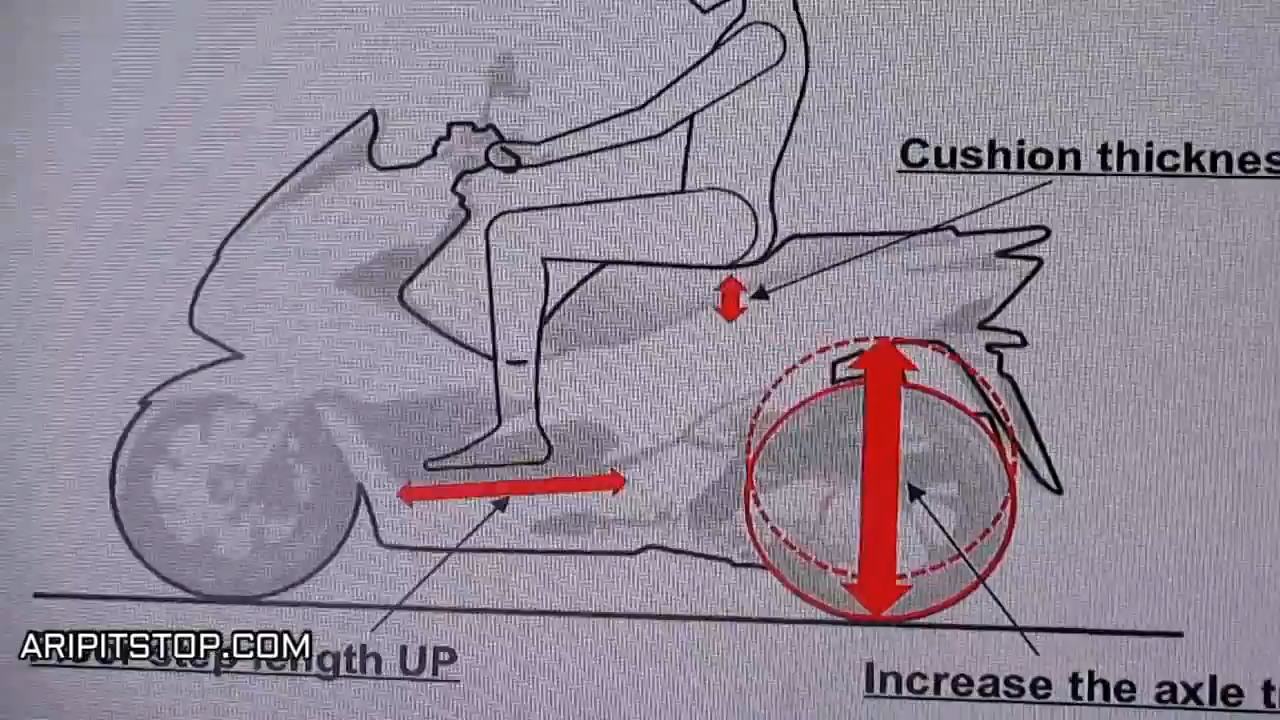 Cushion thicknes
ARIPITSTOP.COM
length UP
Increase the axle t